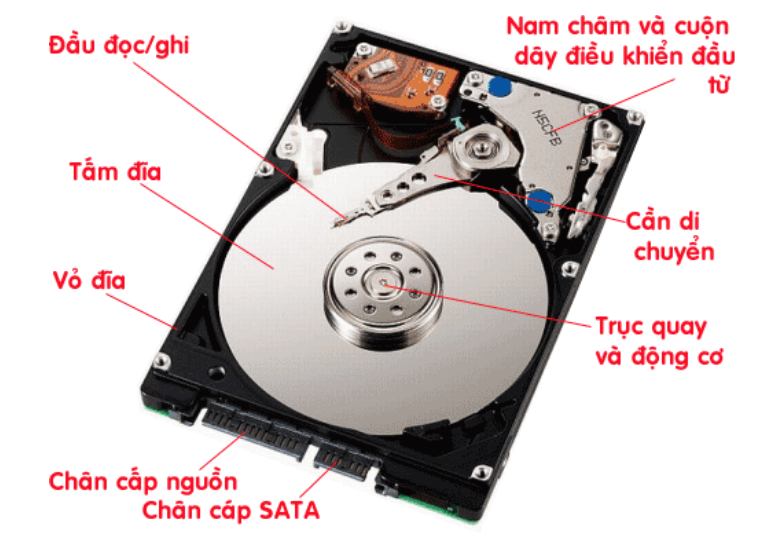 Đầu đọc/ghi
Nam châm và cuộn
dây điều khiển đầu
từ
HSCFB
Tấm đĩa
Cần di
chuyển
Vỏ đĩa
Trục quay
và động cơ
Chân cấp nguồn
Chân cáp SATA